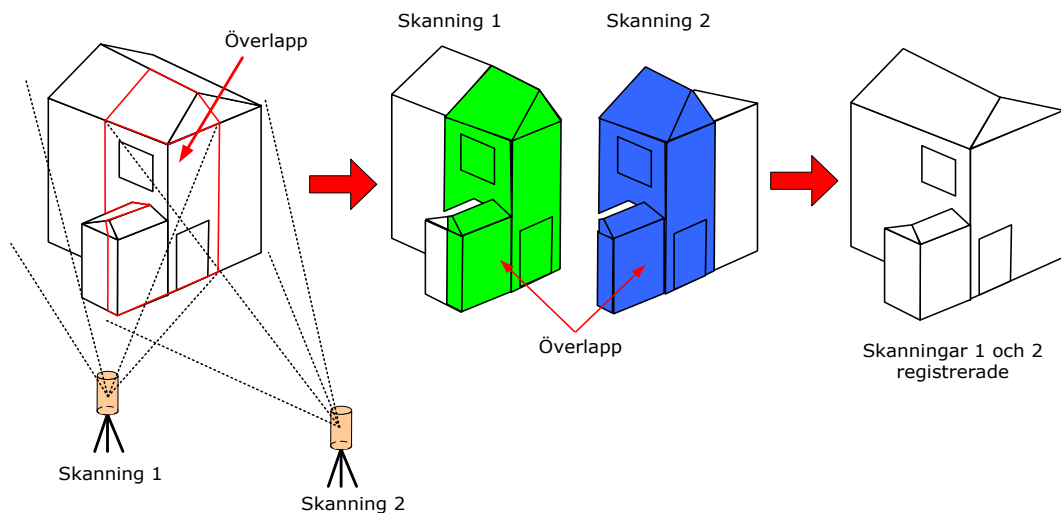 Överlapp
Skanning 1
Skanning 2
Skanning 1
Skanning 2
Överlapp
Skanningar 1 och 2
registrerade